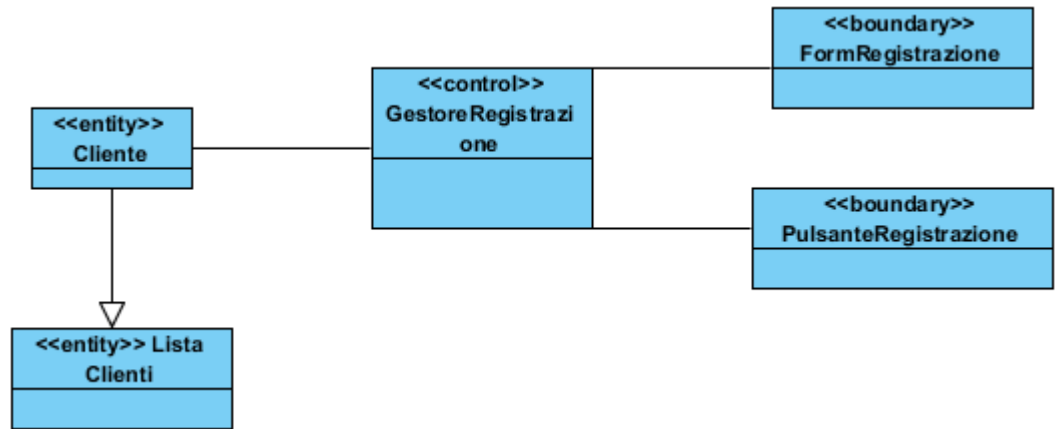 <<boundary>>
FormRegistrazione
<<control>>
GestoreRegistrazi
one
<<entity>>
Cliente
<<boundary>>
PulsanteRegistrazione
<<entity>> Lista
Clienti